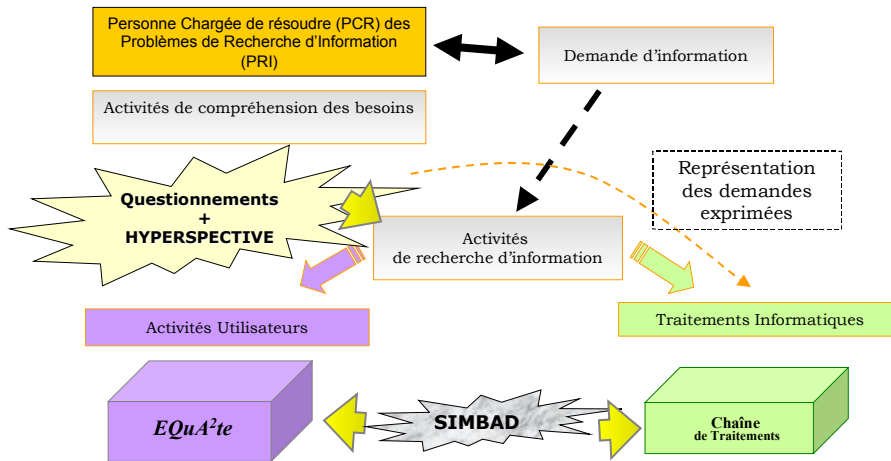 Personne Chargée de résoudre (PCR) des
Problèmes de Recherche d'Information
(PRI)
Demande d'information
Activités de compréhension des besoins
Questionnements
+
HYPERSPECTIVE
Représentation
des demandes
exprimées
Activités
de recherche d'information
Activités Utilisateurs
Traitements Informatiques
EQuA²te
SIMBAD
Chaîne
de Traitements